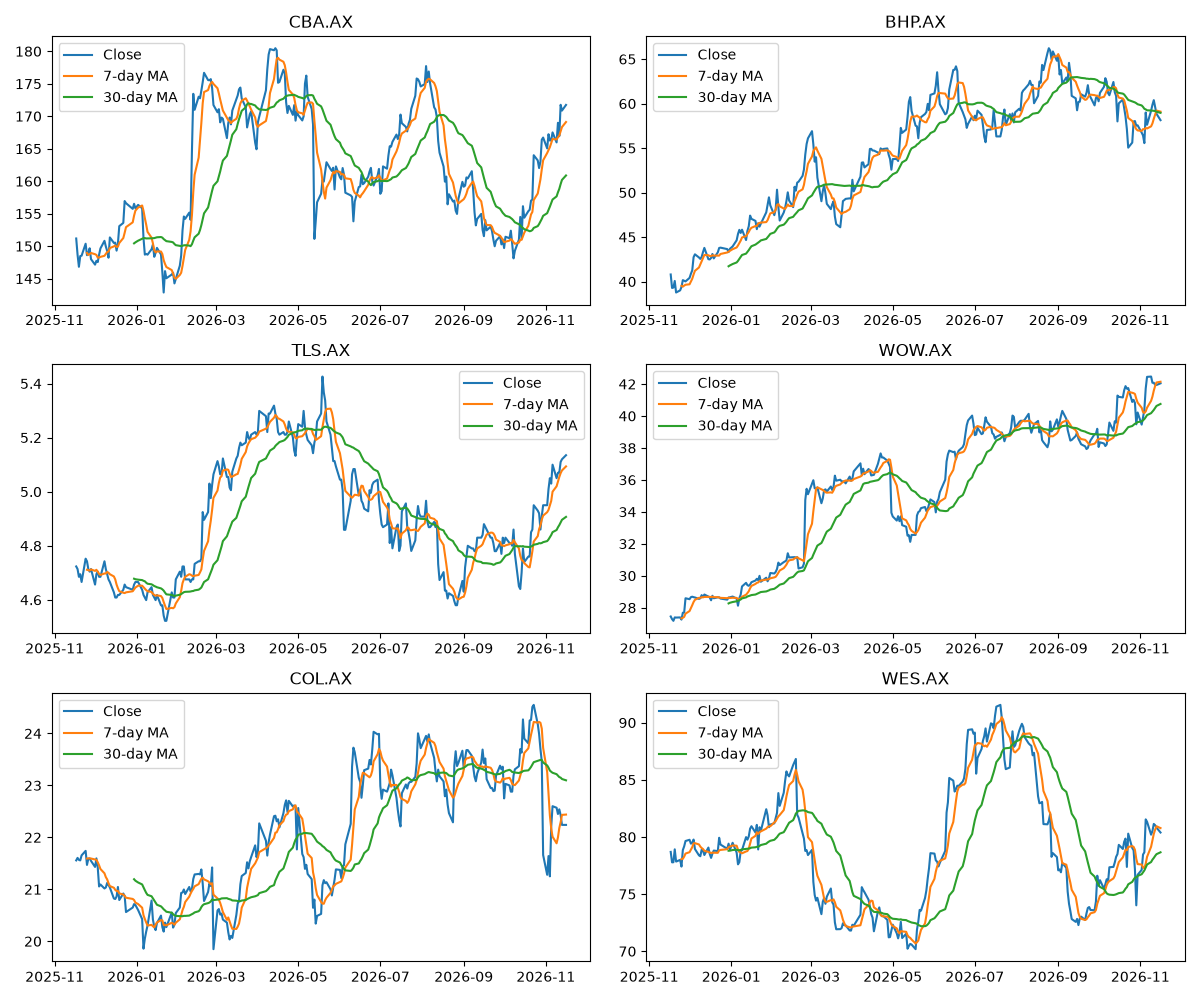 CBA.AX
180
175
170
165
160
155
150
145
Close
7-day MA
30-day MA
2025-11 2026-01 2026-03 2026-05 2026-07 2026-09 2026-11
BHP.AX
65
60
55
50
45
40
Close
7-day MA
30-day MA
2025-11 2026-01 2026-03 2026-05 2026-07 2026-09 2026-11
TLS.AX
5.4
5.2
5.0
4.8
4.6
Close
7-day MA
30-day MA
2025-11 2026-01 2026-03 2026-05 2026-07 2026-09 2026-11
WOW.AX
42
40
38
36
34
32
30
28
Close
7-day MA
30-day MA
2025-11 2026-01 2026-03 2026-05 2026-07 2026-09 2026-11
COL.AX
24
23
22
21
20
Close
7-day MA
30-day MA
2025-11 2026-01 2026-03 2026-05 2026-07 2026-09 2026-11
WES.AX
90
85
80
75
70
Close
7-day MA
30-day MA
2025-11 2026-01 2026-03 2026-05 2026-07 2026-09 2026-11